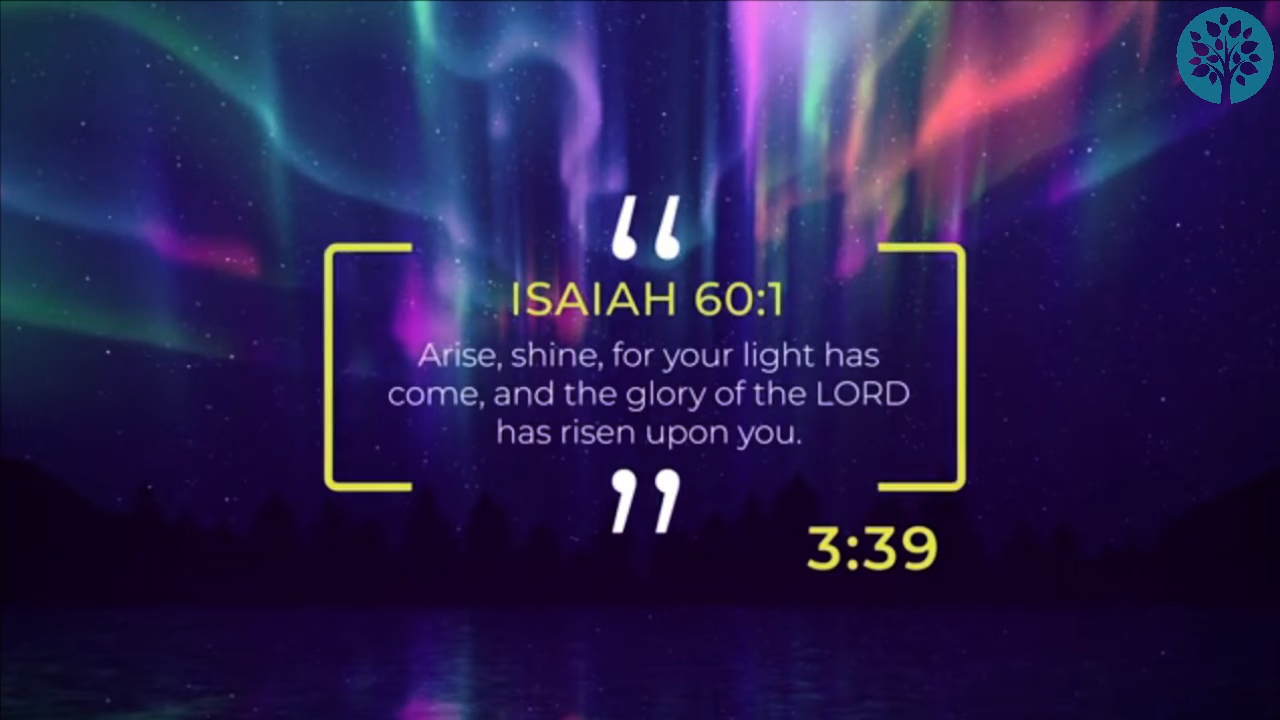 “
ISAIAH 60:1
Arise, shine, for your light has
come, and the glory of the LORD
has risen upon you.
”
3:39